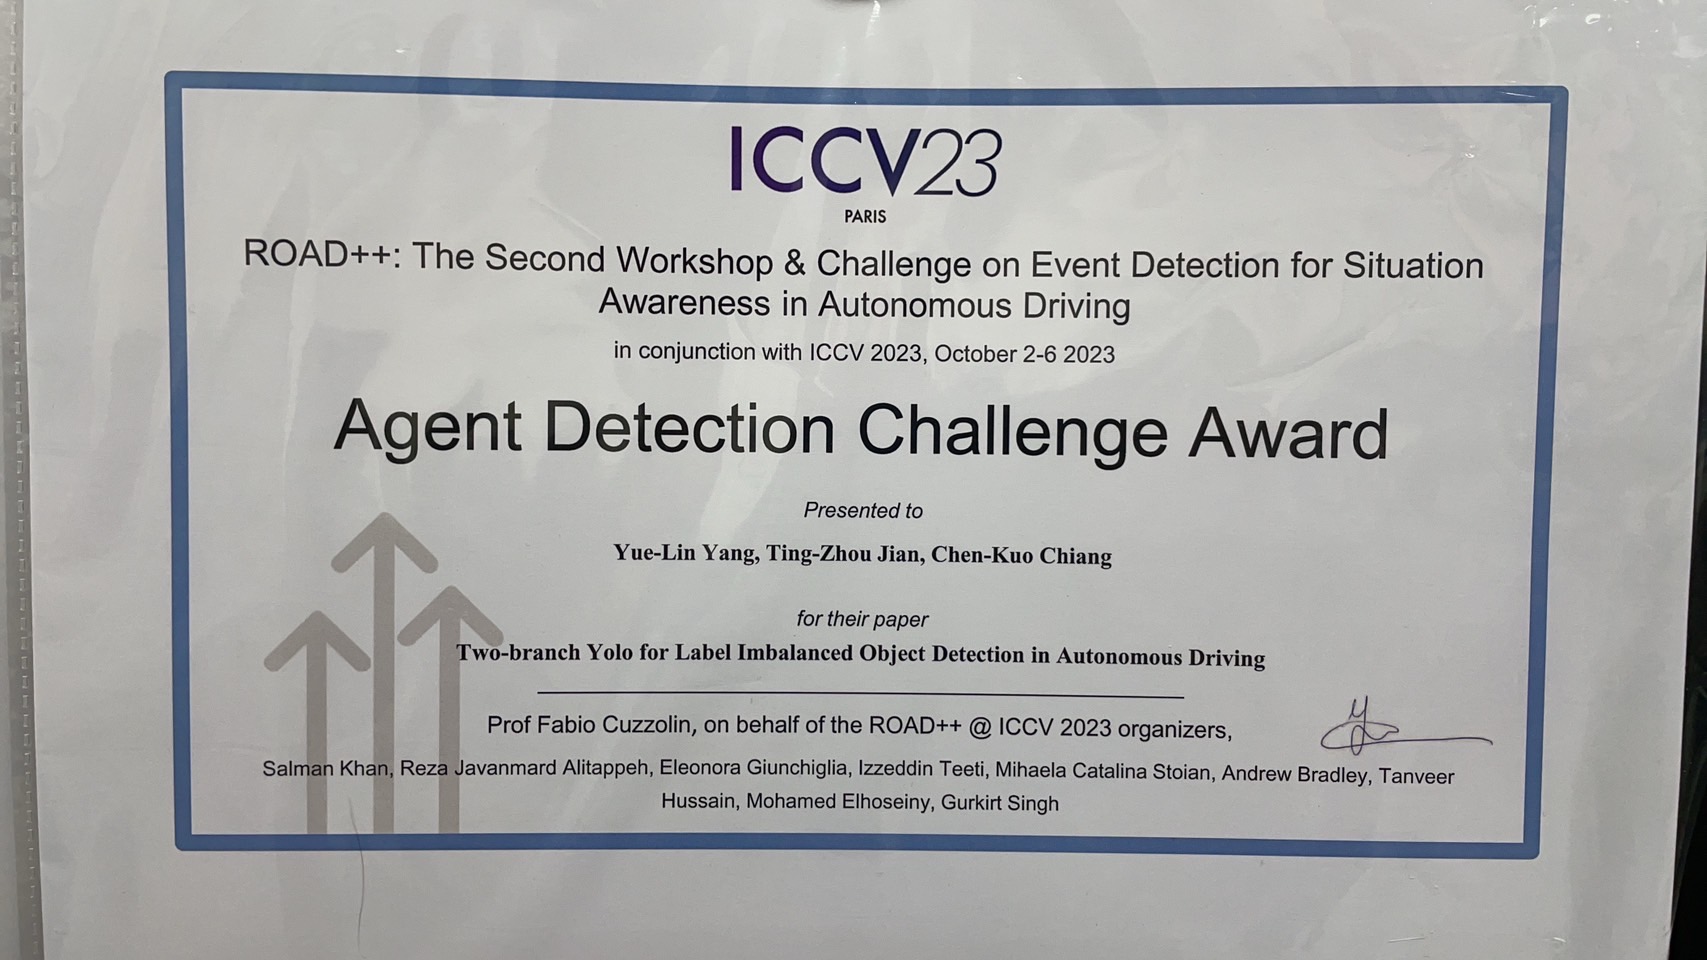 ICCV23
PARIS
ROAD++: The Second Workshop & Challenge on Event Detection for Situation
Awareness in Autonomous Driving
in conjunction with ICCV 2023, October 2-6 2023
Agent Detection Challenge Award
Presented to
Yue-Lin Yang, Ting-Zhou Jian, Chen-Kuo Chiang
for their paper
Two-branch Yolo for Label Imbalanced Object Detection in Autonomous Driving
Prof Fabio Cuzzolin, on behalf of the ROAD++ @ ICCV 2023 organizers,
Salman Khan, Reza Javanmard Alitappeh, Eleonora Giunchiglia, Izzeddin Teeti, Mihaela Catalina Stoian, Andrew Bradley, Tanveer
Hussain, Mohamed Elhoseiny, Gurkirt Singh